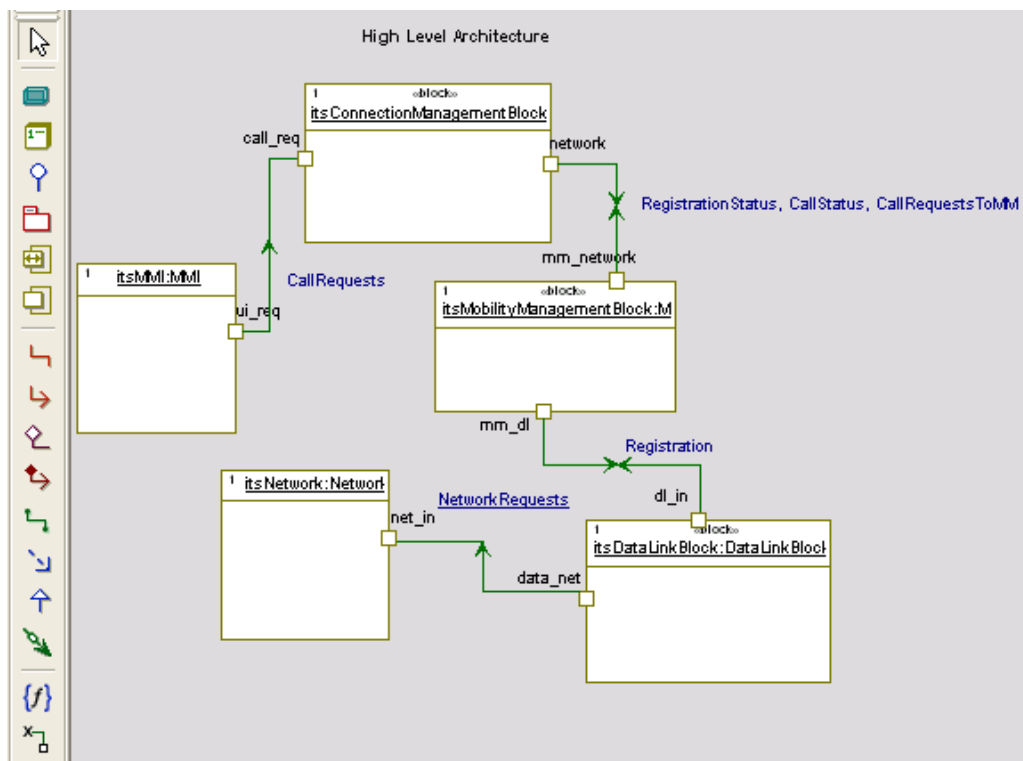 High Level Architecture
1 «block»
itsConnectionManagementBlock
call_req
network
RegistrationStatus, CallStatus, CallRequestsToMM
mm_network
1 itsMMI:MMI
CallRequests
ui_req
1 «block»
itsMobilityManagementBlock:M
mm_dl
Registration
1 itsNetwork:Network
NetworkRequests
dl_in
net_in
1 «block»
itsDataLinkBlock:DataLinkBlock
data_net
{f}